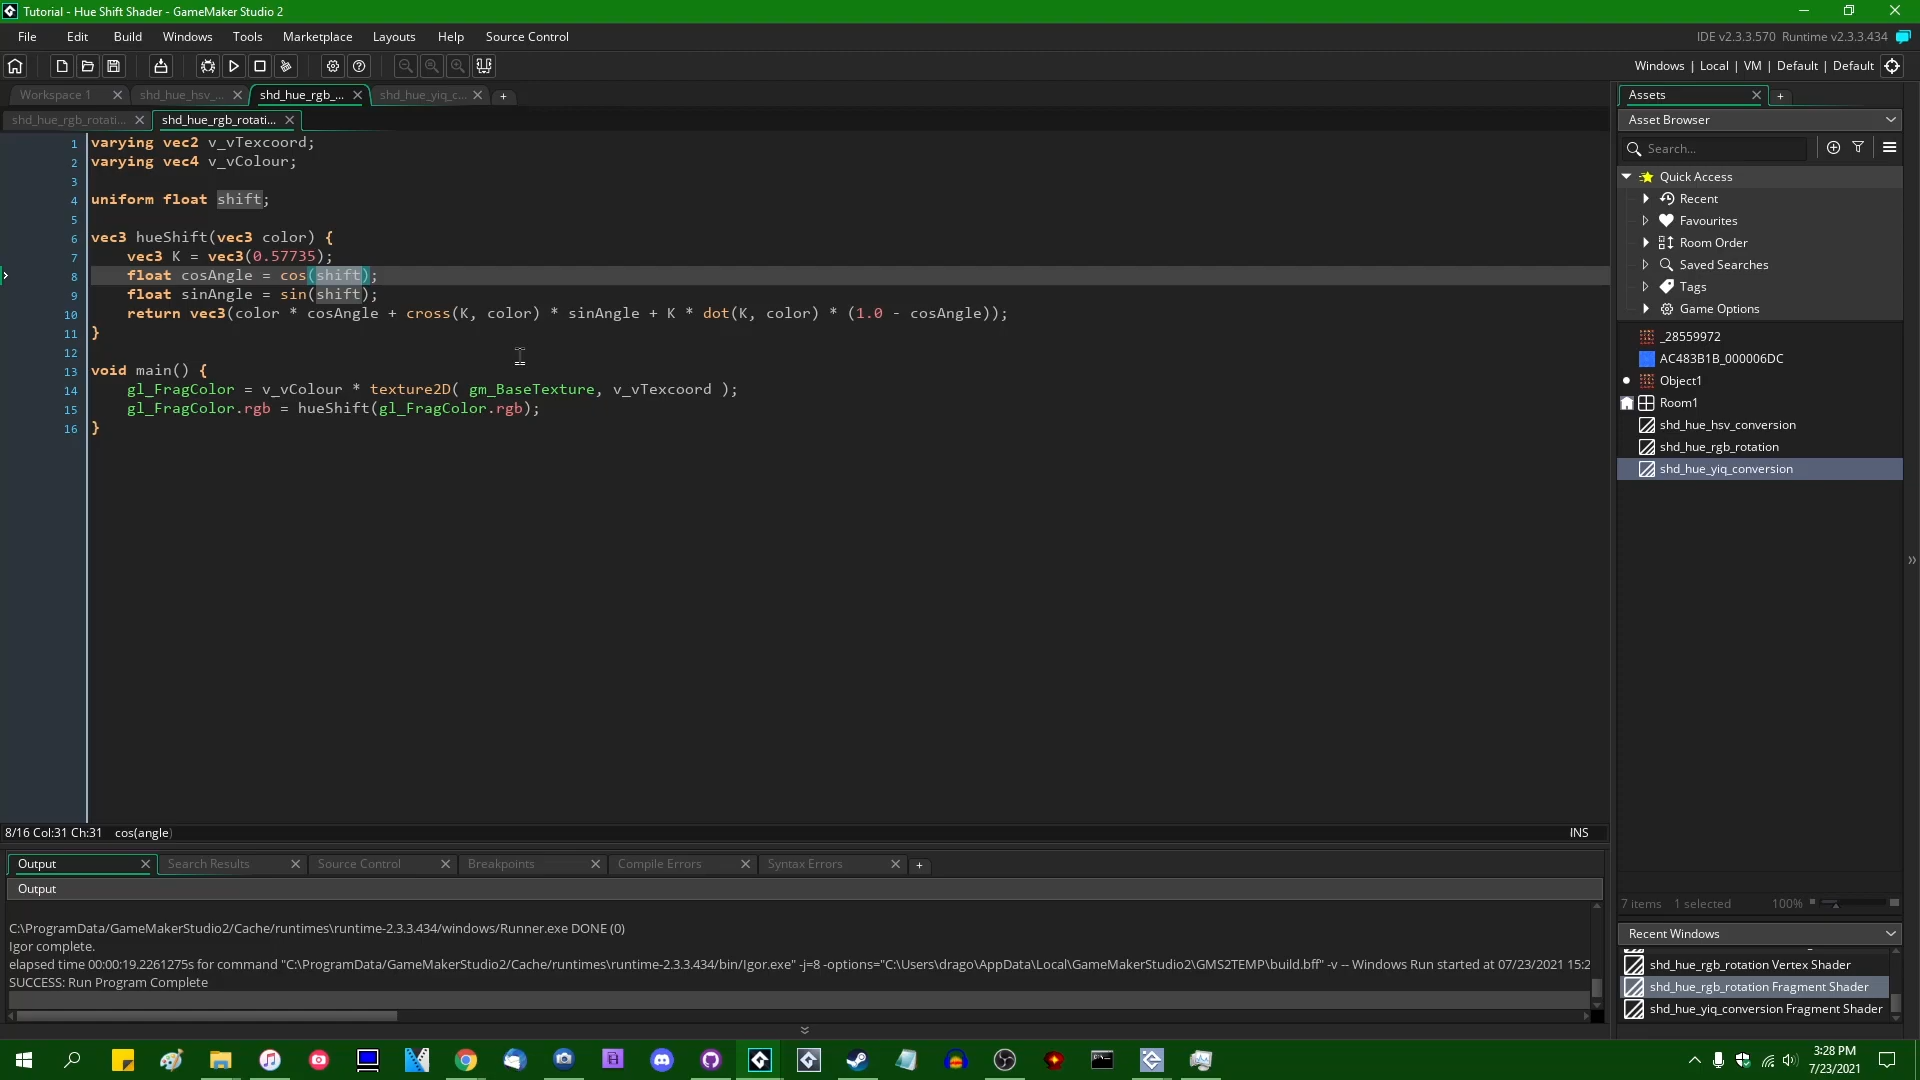 Tutorial - Hue Shift Shader - GameMaker Studio 2
File Edit Build Windows Tools Marketplace Layouts Help Source Control
IDE v2.3.3.570 Runtime v2.3.3.434
Windows | Local | VM | Default | Default
Workspace 1
shd_hue_hsv_...
shd_hue_rgb_...
shd_hue_yiq_c...
shd_hue_rgb_rotati...
shd_hue_rgb_rotati...
1 varying vec2 v_vTexcoord;
2 varying vec4 v_vColour;
3
4 uniform float shift;
5
6 vec3 hueShift(vec3 color) {
7 vec3 K = vec3(0.57735);
8 float cosAngle = cos(shift);
9 float sinAngle = sin(shift);
10 return vec3(color * cosAngle + cross(K, color) * sinAngle + K * dot(K, color) * (1.0 - cosAngle));
11 }
12
13 void main() {
14 gl_FragColor = v_vColour * texture2D( gm_BaseTexture, v_vTexcoord );
15 gl_FragColor.rgb = hueShift(gl_FragColor.rgb);
16 }
8/16 Col:31 Ch:31 cos(angle)
INS
Output
Search Results
Source Control
Breakpoints
Compile Errors
Syntax Errors
Output
C:\ProgramData/GameMakerStudio2/Cache/runtimes\runtime-2.3.3.434/windows/Runner.exe DONE (0)
Igor complete.
elapsed time 00:00:19.2261275s for command "C:\ProgramData/GameMakerStudio2/Cache/runtimes\runtime-2.3.3.434/bin/Igor.exe" -j=8 -options="C:\Users\drago\AppData\Local\GameMakerStudio2\GMS2TEMP\build.bff" -v -- Windows Run started at 07/23/2021 15:2
SUCCESS: Run Program Complete
Assets
Asset Browser
Search...
Quick Access
Recent
Favourites
Room Order
Saved Searches
Tags
Game Options
_28559972
AC483B1B_000006DC
Object1
Room1
shd_hue_hsv_conversion
shd_hue_rgb_rotation
shd_hue_yiq_conversion
7 items 1 selected 100%
Recent Windows
shd_hue_rgb_rotation Vertex Shader
shd_hue_rgb_rotation Fragment Shader
shd_hue_yiq_conversion Fragment Shader
3:28 PM
7/23/2021